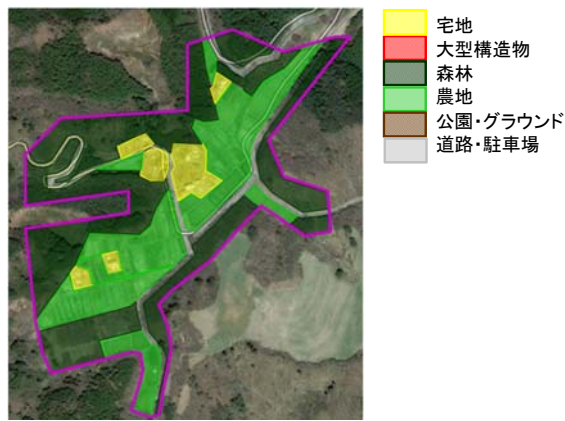 宅地
大型構造物
森林
農地
公園・グラウンド
道路・駐車場